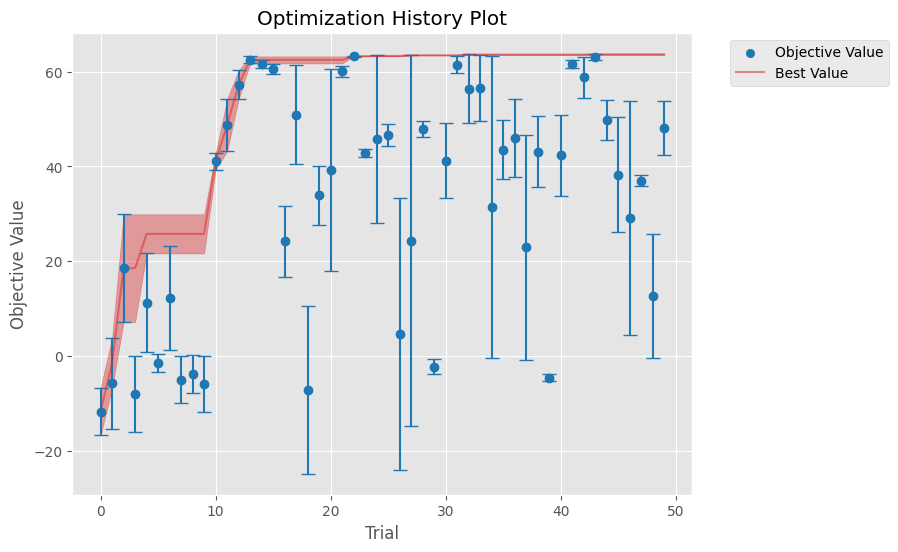 Optimization History Plot
Objective Value
Best Value
60
40
20
0
−20
Objective Value
0 10 20 30 40 50
Trial